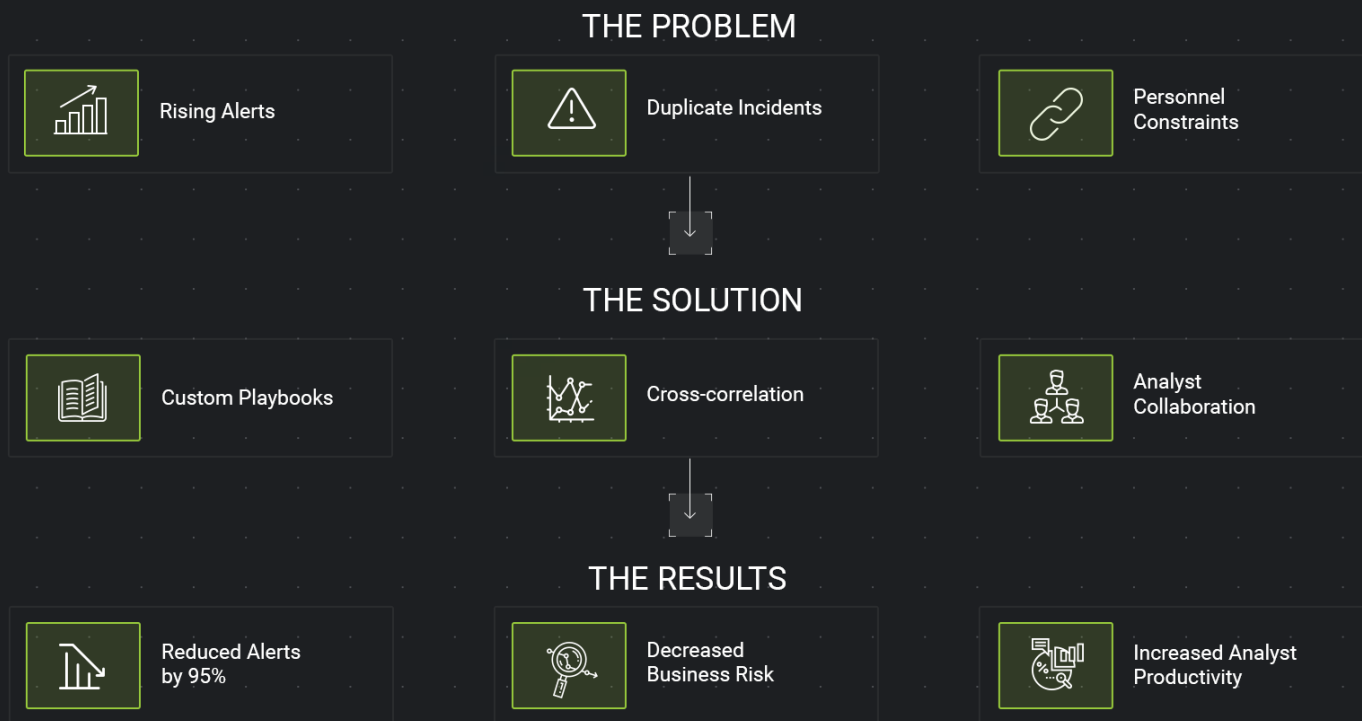 THE PROBLEM
Rising Alerts
Duplicate Incidents
Personnel
Constraints
THE SOLUTION
Custom Playbooks
Cross-correlation
Analyst
Collaboration
THE RESULTS
Reduced Alerts
by 95%
Decreased
Business Risk
Increased Analyst
Productivity